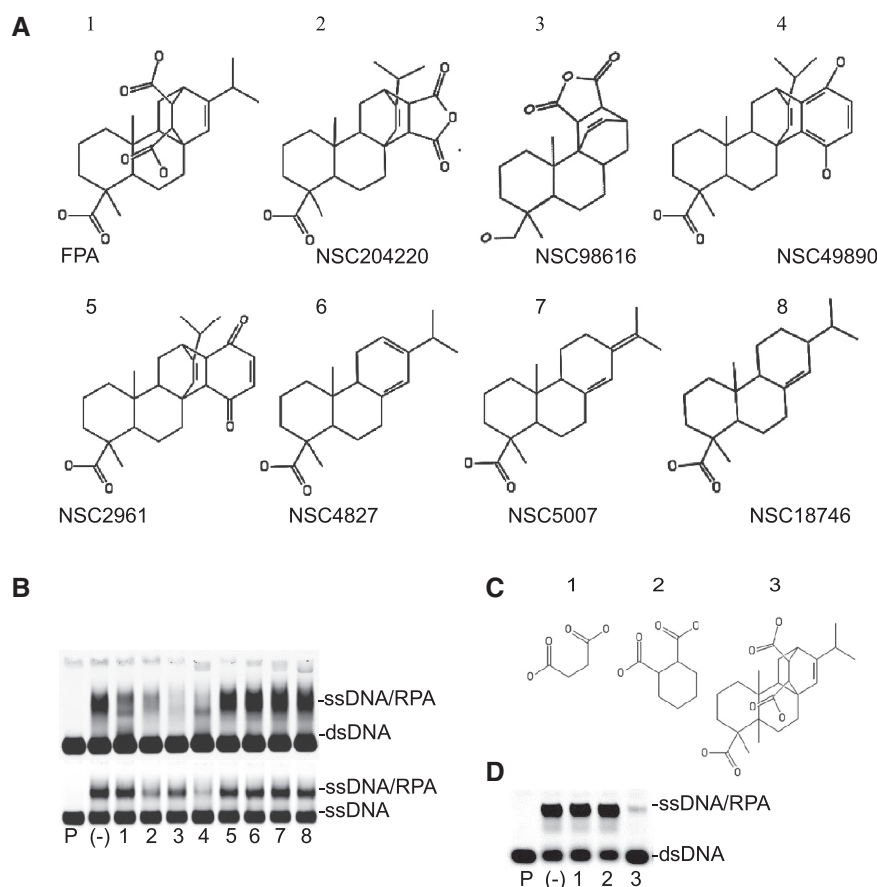 A
1 2 3 4
FPA NSC204220 NSC98616 NSC49890
5 6 7 8
NSC2961 NSC4827 NSC5007 NSC18746
B
-ssDNA/RPA
-dsDNA
-ssDNA/RPA
-ssDNA
P (-) 1 2 3 4 5 6 7 8
C
1 2 3
D
-ssDNA/RPA
-dsDNA
P (-) 1 2 3